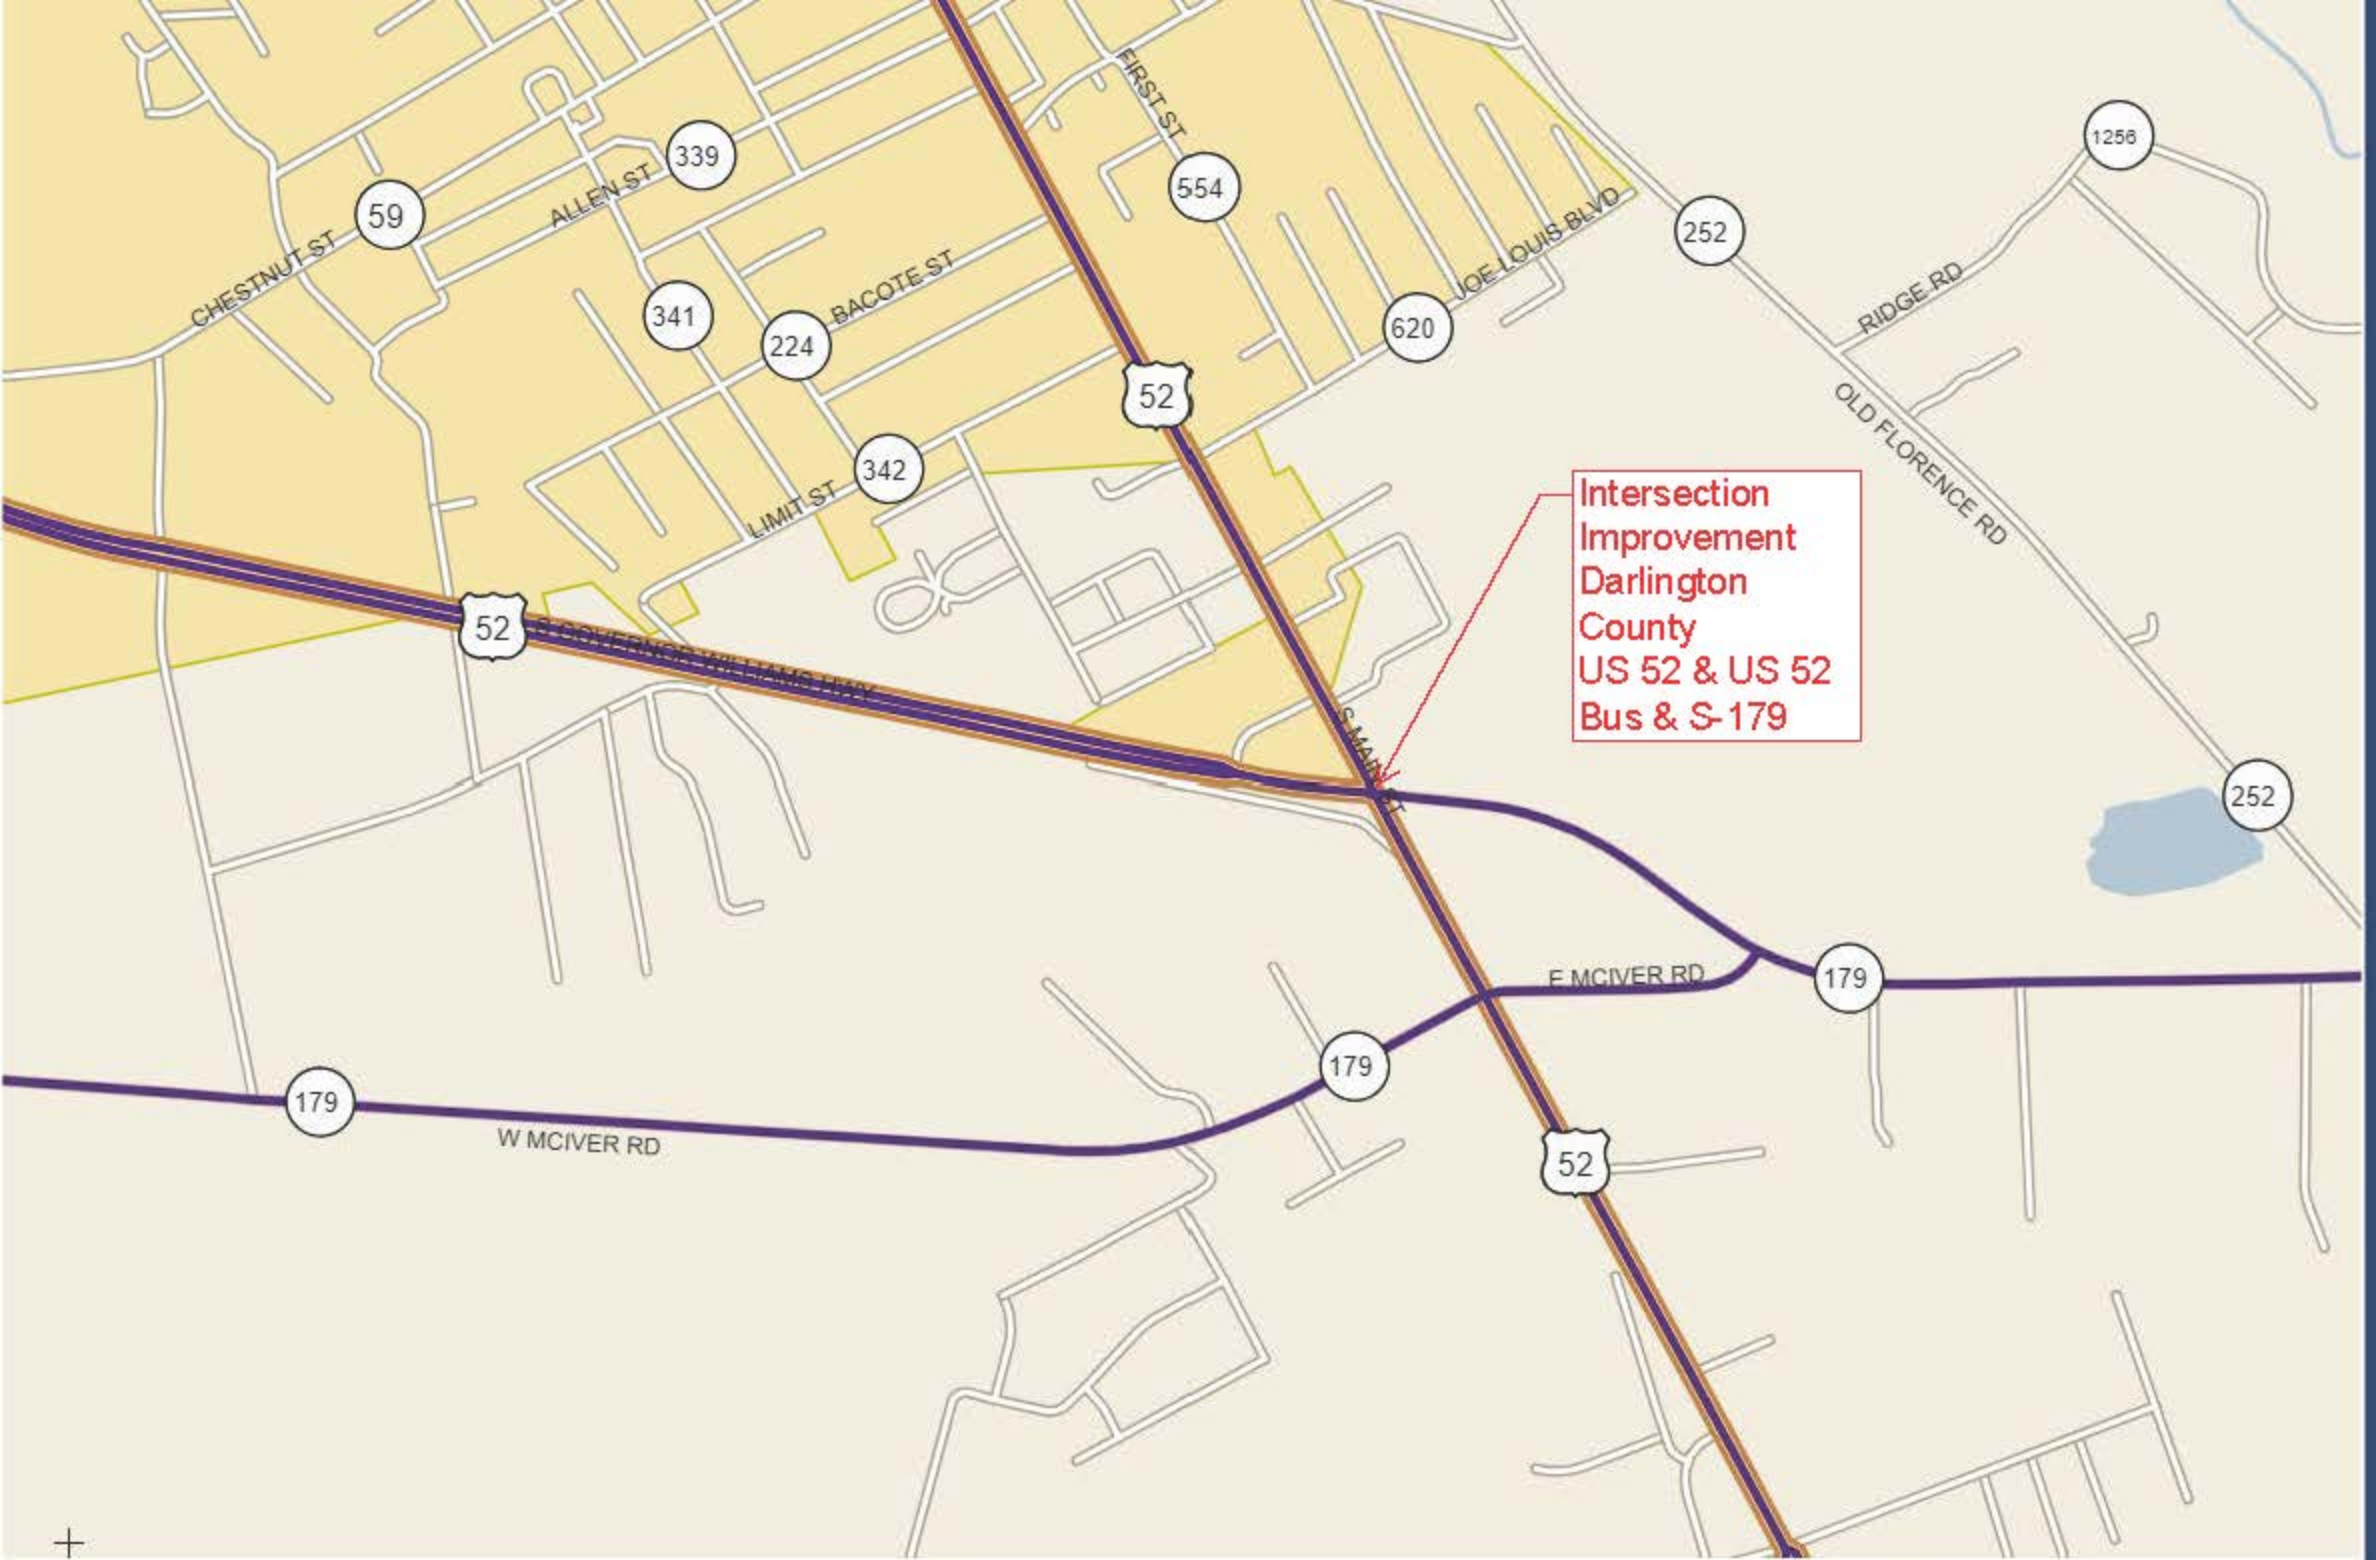 FIRST ST
1256
339
554
59
ALLEN ST
252
CHESTNUT ST
JOE LOUIS BLVD
BACOTE ST
RIDGE RD
341
224
620
52
OLD FLORENCE RD
342
LIMIT ST
Intersection
Improvement
Darlington
County
US 52 & US 52
Bus & S-179
52
S GOVERNOR WILLIAMS HWY
S MAIN ST
252
E MCIVER RD
179
179
179
W MCIVER RD
52